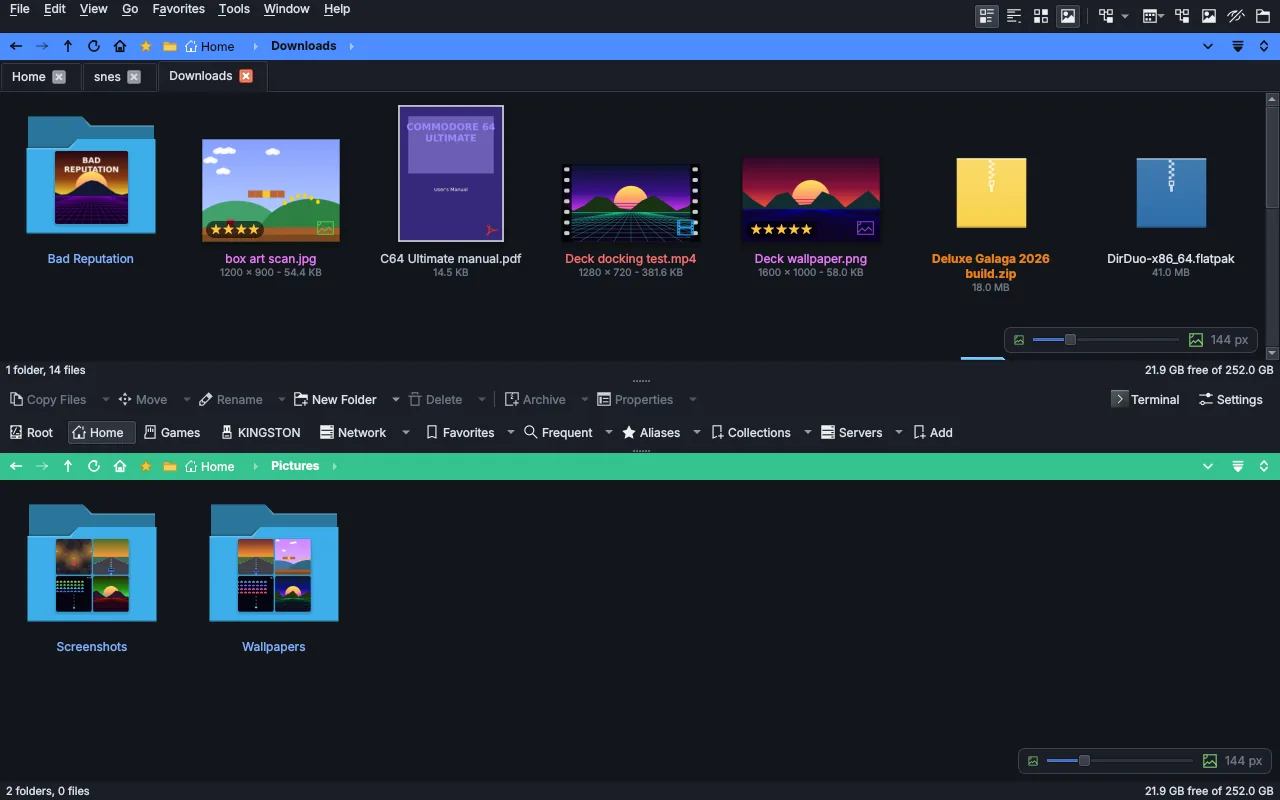 File Edit View Go Favorites Tools Window Help
Home Downloads
Home snes Downloads
BAD
REPUTATION
COMMODORE 64
ULTIMATE
User's Manual
Bad Reputation
box art scan.jpg
1200 × 900 - 54.4 KB
C64 Ultimate manual.pdf
14.5 KB
Deck docking test.mp4
1280 × 720 - 381.6 KB
Deck wallpaper.png
1600 × 1000 - 58.0 KB
Deluxe Galaga 2026
build.zip
18.0 MB
DirDuo-x86_64.flatpak
41.0 MB
144 px
1 folder, 14 files
21.9 GB free of 252.0 GB
Copy Files Move Rename New Folder Delete Archive Properties Terminal Settings
Root Home Games KINGSTON Network Favorites Frequent Aliases Collections Servers Add
Home Pictures
Screenshots
Wallpapers
144 px
2 folders, 0 files
21.9 GB free of 252.0 GB